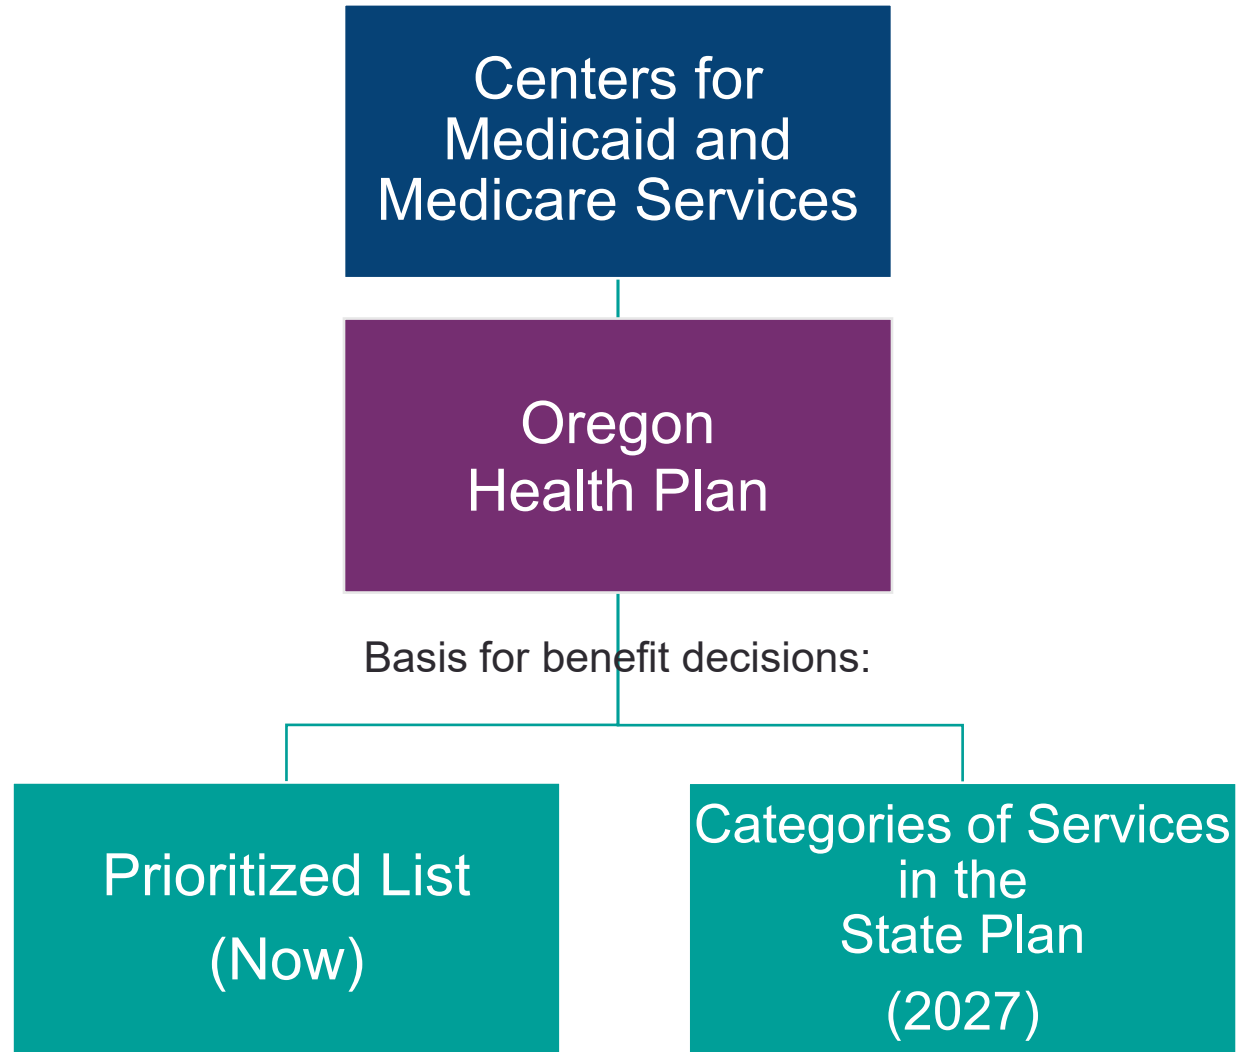 Centers for
Medicaid and
Medicare Services
Oregon
Health Plan
Basis for benefit decisions:
Prioritized List
(Now)
Categories of Services
in the
State Plan
(2027)